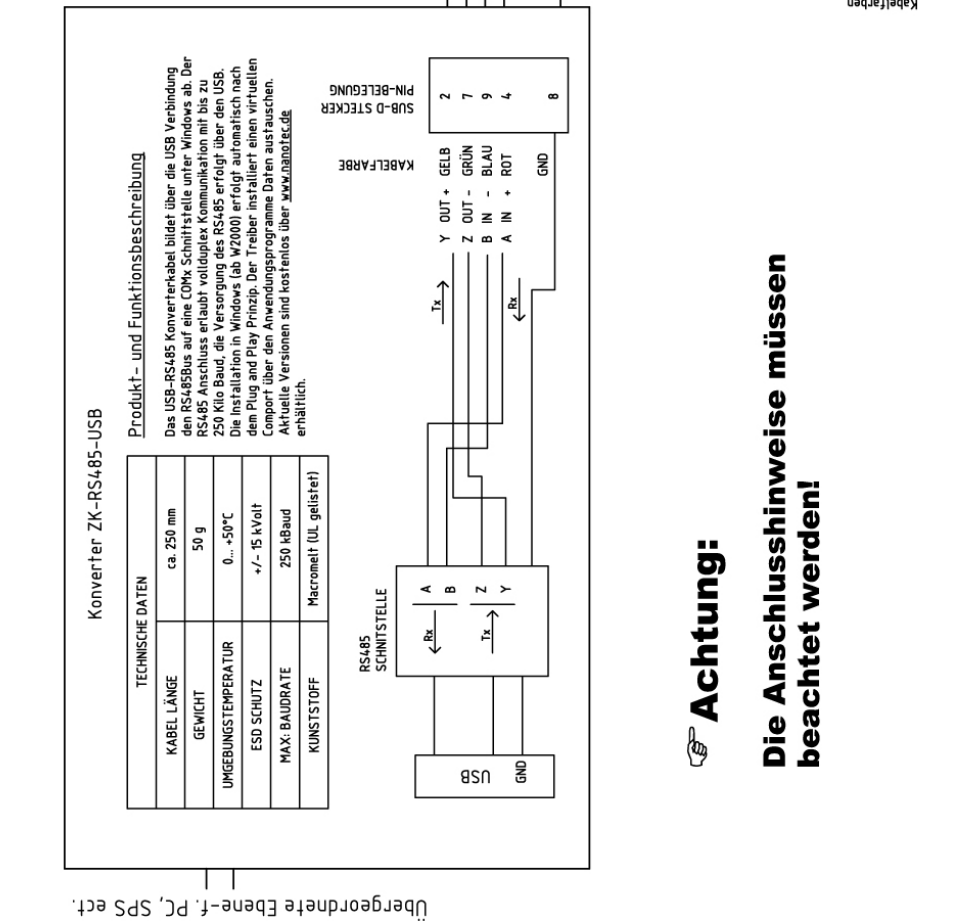 Kabelfarben
Konverter ZK-RS485-USB
TECHNISCHE DATEN
KABEL LÄNGE ca. 250 mm
GEWICHT 50 g
UMGEBUNGSTEMPERATUR 0... +50°C
ESD SCHUTZ +/- 15 kVolt
MAX: BAUDRATE 250 kBaud
KUNSTSTOFF Macromelt (UL gelistet)
Produkt- und Funktionsbeschreibung
Das USB-RS485 Konverterkabel bildet über die USB Verbindung
den RS485Bus auf eine COMx Schnittstelle unter Windows ab. Der
RS485 Anschluss erlaubt vollduplex Kommunikation mit bis zu
250 Kilo Baud, die Versorgung des RS485 erfolgt über den USB.
Die Installation in Windows (ab W2000) erfolgt automatisch nach
dem Plug and Play Prinzip. Der Treiber installiert einen virtuellen
Comport über den Anwendungsprogramme Daten austauschen.
Aktuelle Versionen sind kostenlos über www.nanotec.de
erhältlich.
RS485
SCHNITSTELLE
USB
GND
Rx
Tx
A
B
Z
Y
Tx
Rx
KABELFARBE
SUB-D STECKER
PIN-BELEGUNG
Y OUT + GELB 2
Z OUT - GRÜN 7
B IN - BLAU 9
A IN + ROT 4
GND 8
Übergeordnete Ebene-f. PC, SPS ect.
☞ Achtung:
Die Anschlusshinweise müssen
beachtet werden!